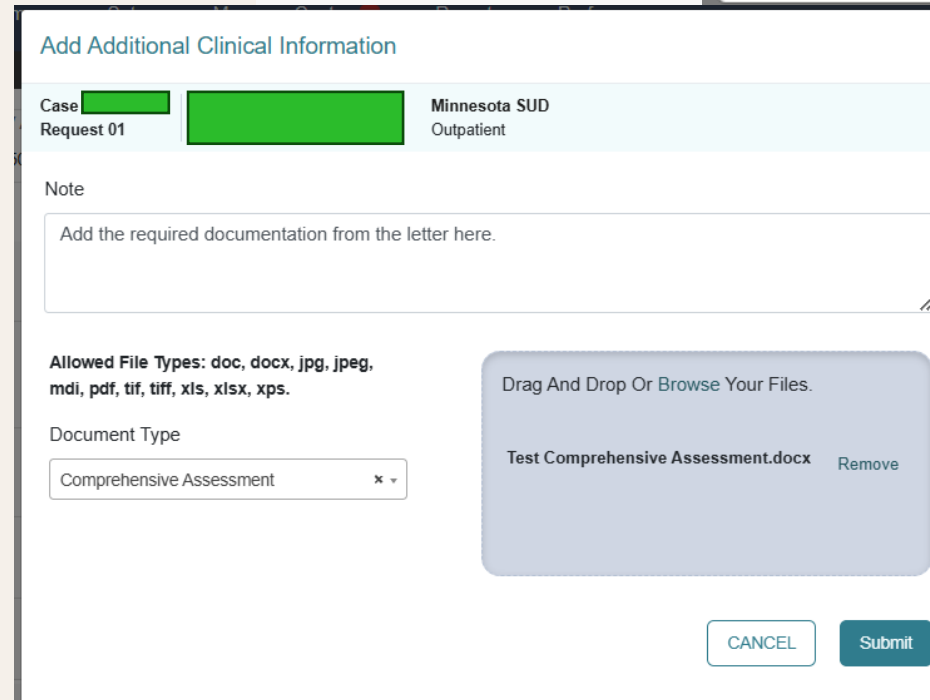 Add Additional Clinical Information
Case
Request 01
Minnesota SUD
Outpatient
Note
Add the required documentation from the letter here.
Allowed File Types: doc, docx, jpg, jpeg,
mdi, pdf, tif, tiff, xls, xlsx, xps.
Document Type
Comprehensive Assessment
Drag And Drop Or Browse Your Files.
Test Comprehensive Assessment.docx
Remove
CANCEL
Submit